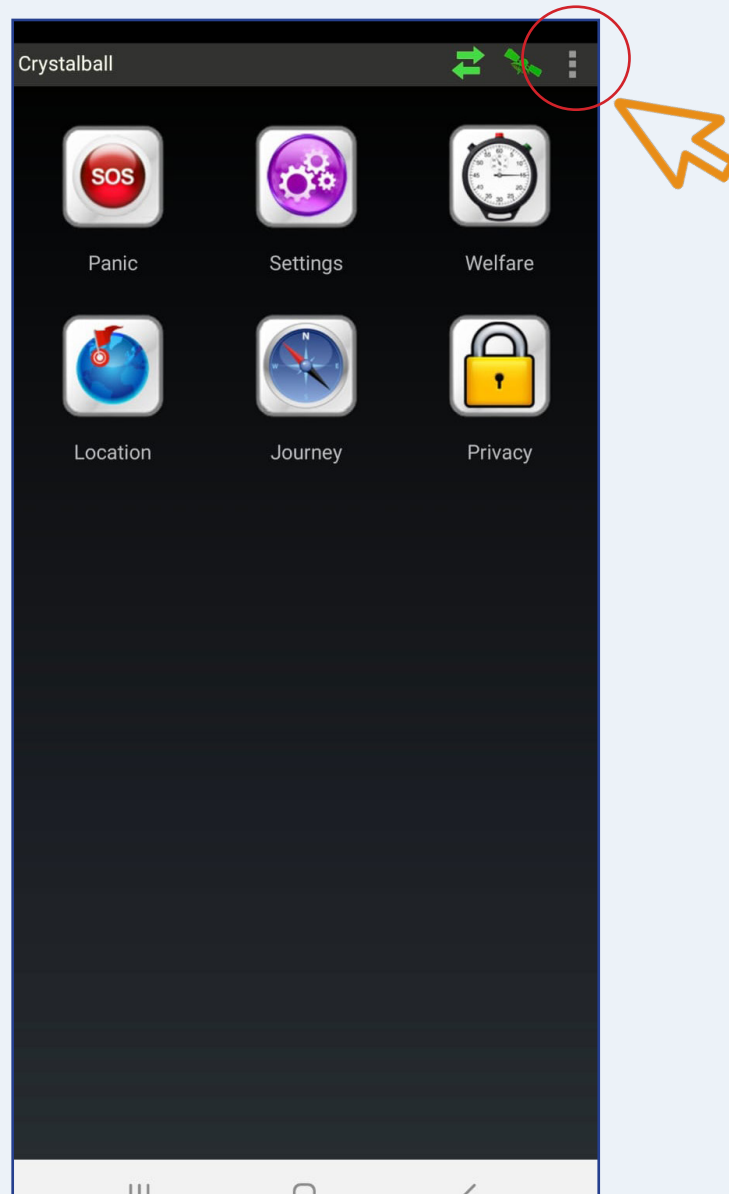 Crystalball
SOS
Panic
Settings
Welfare
N
Location
Journey
Privacy